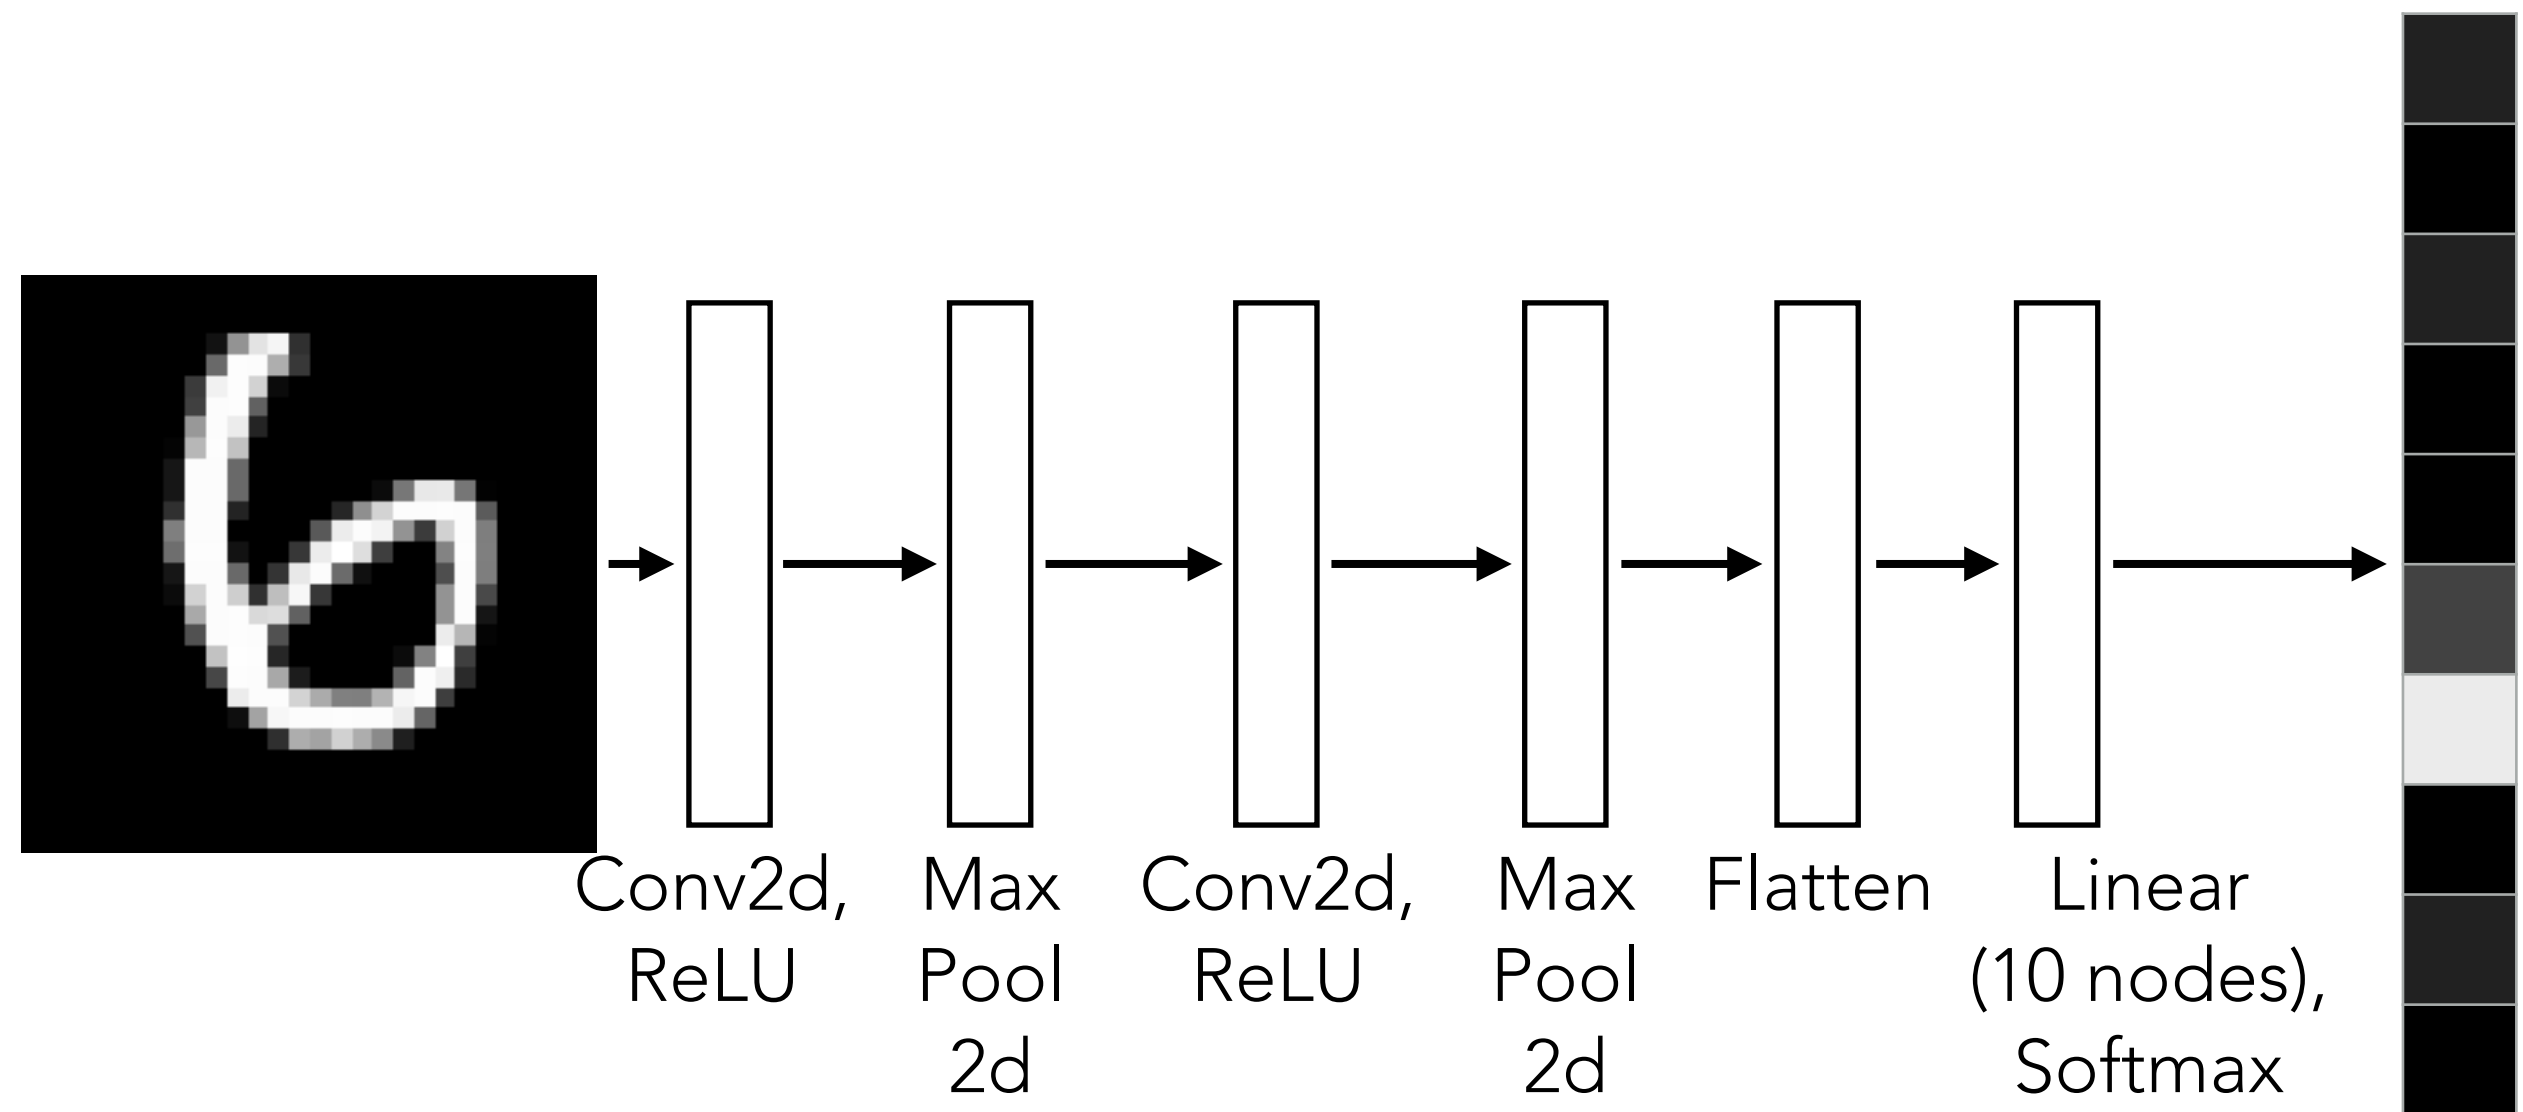 Conv2d,
ReLU
Max
Pool
2d
Conv2d,
ReLU
Max
Pool
2d
Flatten
Linear
(10 nodes),
Softmax